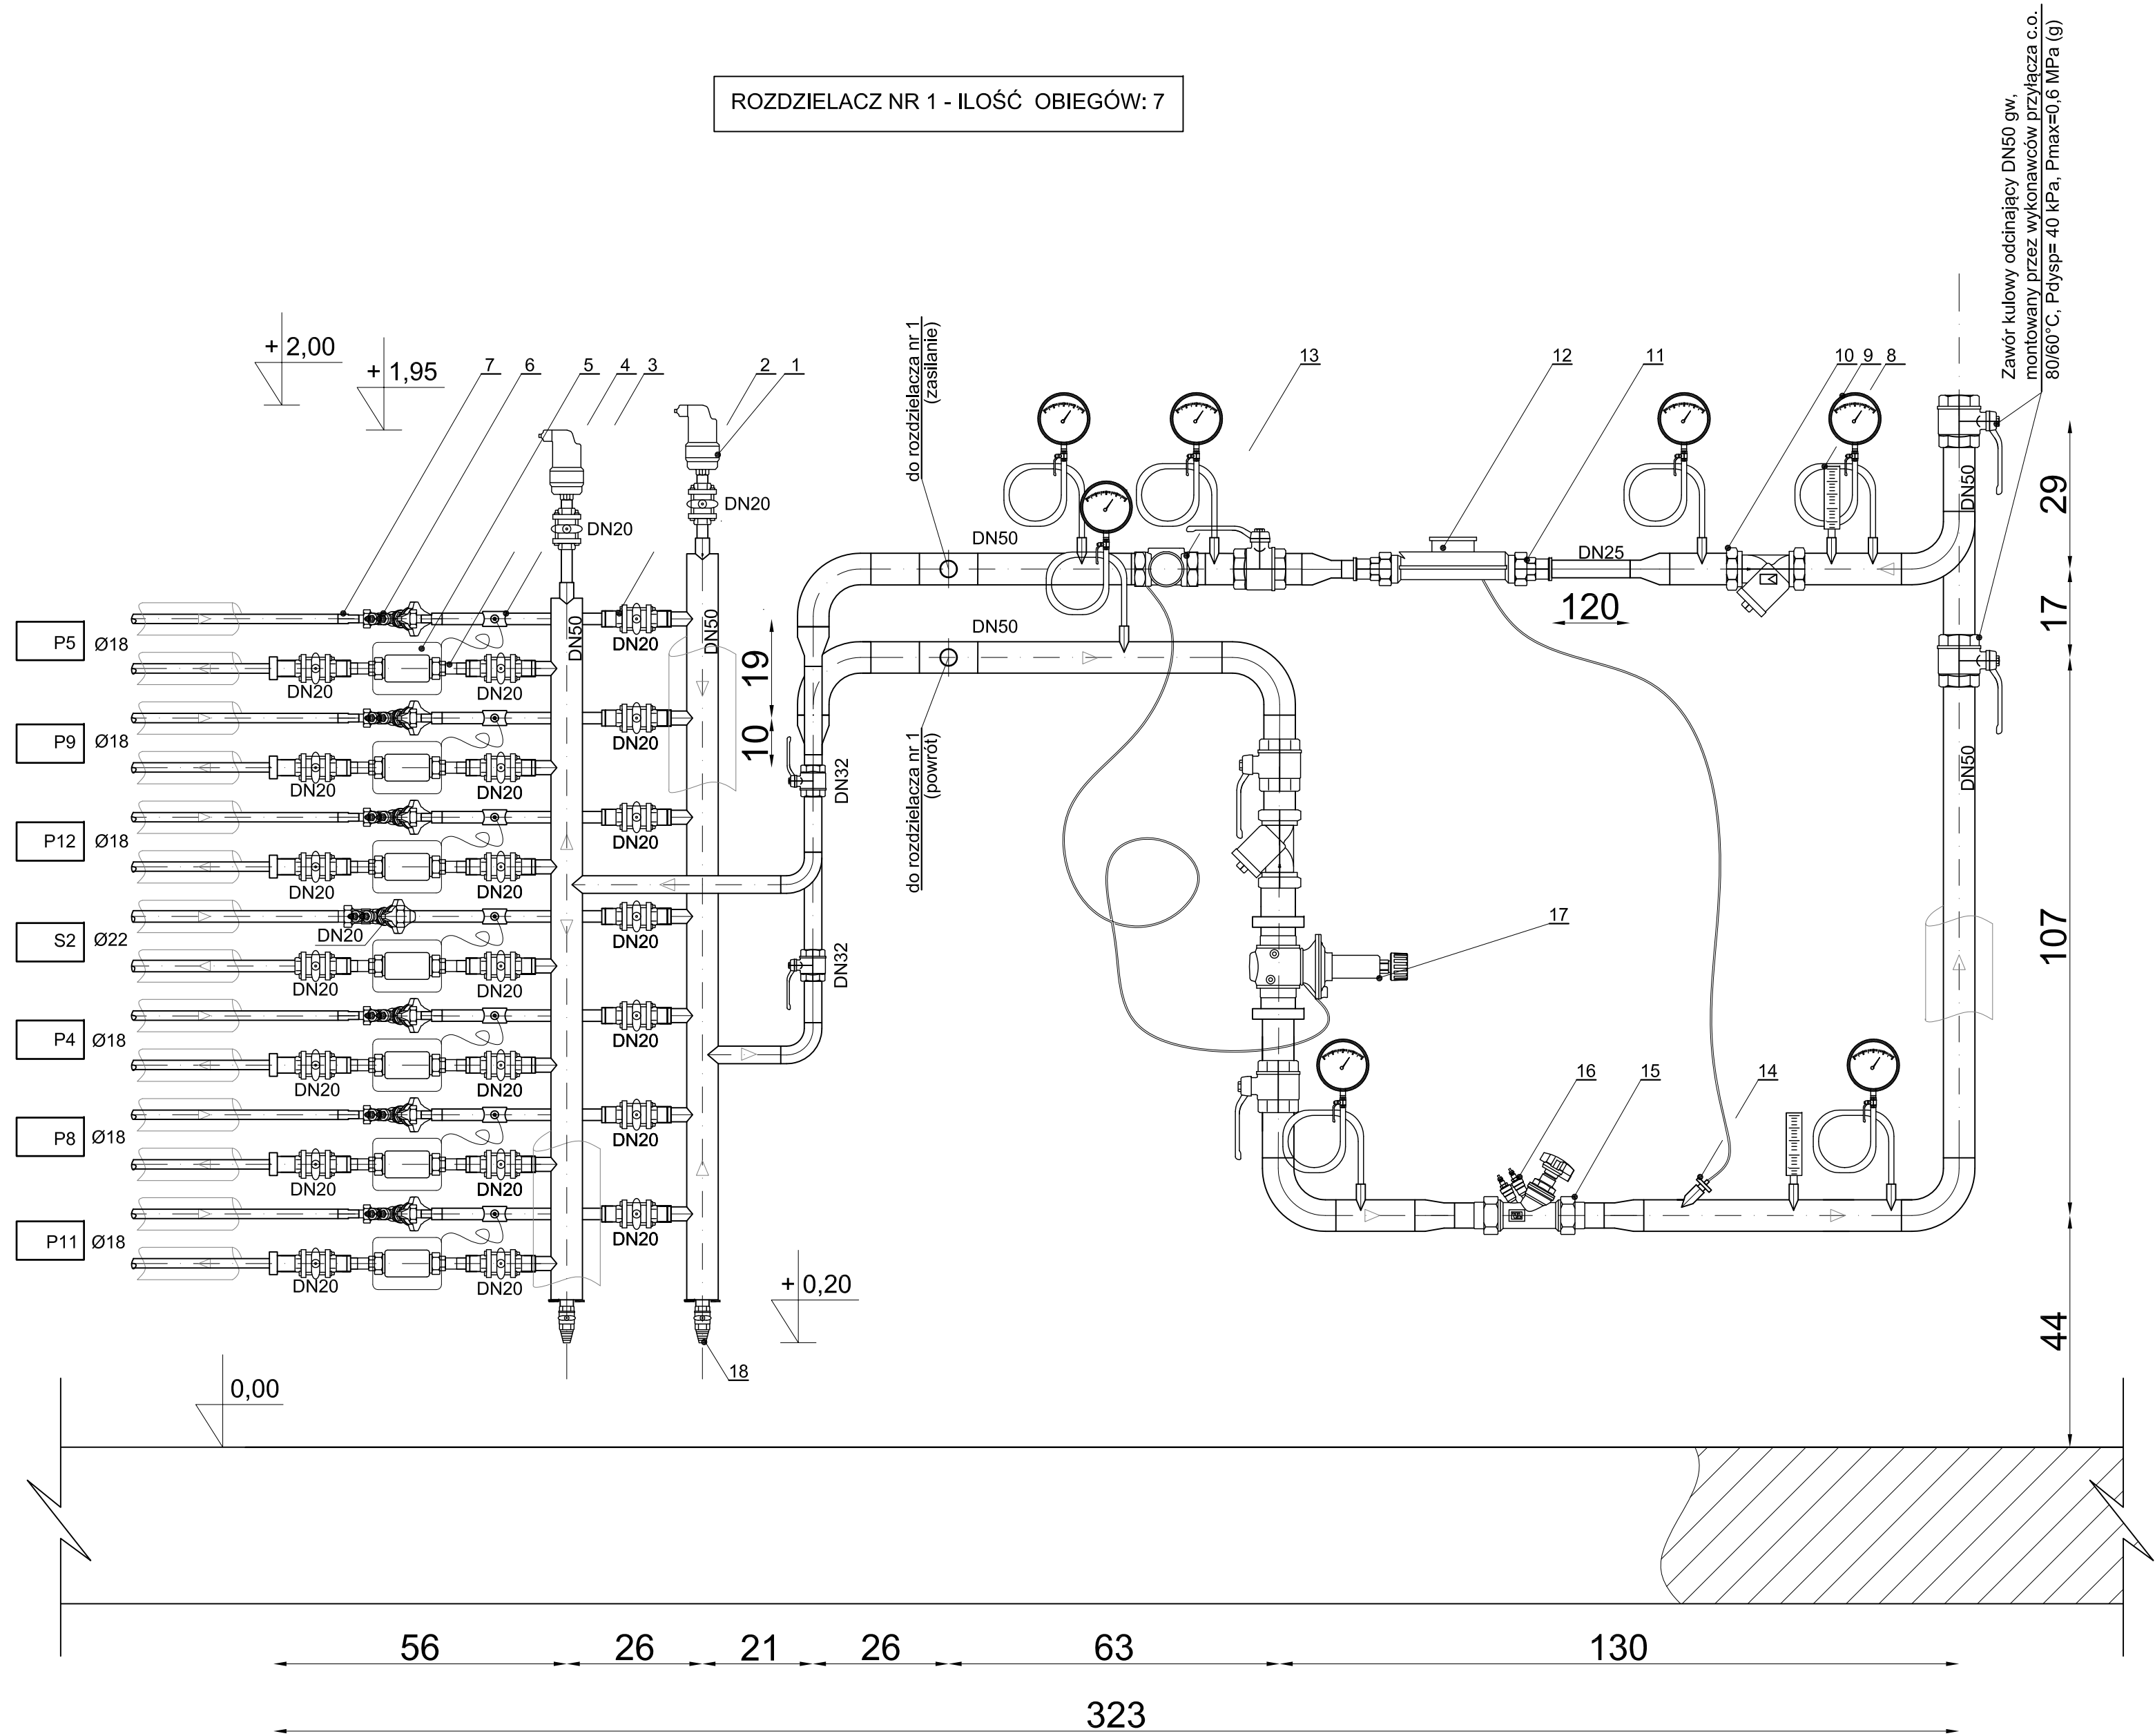 ROZDZIELACZ NR 1 - ILOŚĆ OBIEGÓW: 7
Zawór kulowy odcinający DN50 gw,
montowany przez wykonawców przyłącza c.o.
80/60°C, Pdysp= 40 kPa, Pmax=0,6 MPa (g)
+ 2,00
+ 1,95
7
6
5
4
3
2
1
do rozdzielacza nr 1
(zasilanie)
13
12
11
10
9
8
DN20
DN20
DN50
DN25
DN50
29
120
17
DN50
DN50
DN50
DN50
107
44
P5
Ø18
DN20
DN20
DN20
19
10
P9
Ø18
DN20
DN20
DN20
do rozdzielacza nr 1
(powrót)
DN32
P12
Ø18
DN20
DN20
DN20
S2
Ø22
DN20
DN20
DN20
DN20
DN32
17
P4
Ø18
DN20
DN20
DN20
16
15
14
P8
Ø18
DN20
DN20
DN20
P11
Ø18
DN20
DN20
DN20
+ 0,20
18
0,00
56
26
21
26
63
130
323